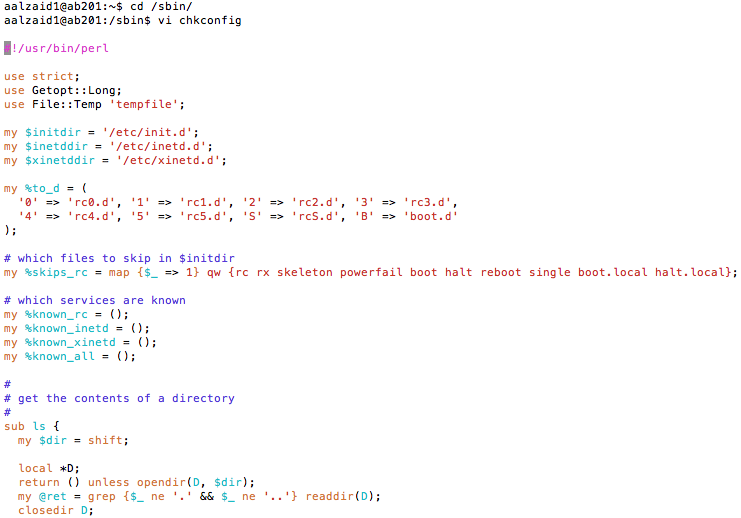 aalzaid1@ab201:~$ cd /sbin/
aalzaid1@ab201:/sbin$ vi chkconfig
#!/usr/bin/perl
use strict;
use Getopt::Long;
use File::Temp 'tempfile';
my $initdir = '/etc/init.d';
my $inetddir = '/etc/inetd.d';
my $xinetddir = '/etc/xinetd.d';
my %to_d = (
'0' => 'rc0.d', '1' => 'rc1.d', '2' => 'rc2.d', '3' => 'rc3.d',
'4' => 'rc4.d', '5' => 'rc5.d', 'S' => 'rcS.d', 'B' => 'boot.d'
);
# which files to skip in $initdir
my %skips_rc = map {$_ => 1} qw {rc rx skeleton powerfail boot halt reboot single boot.local halt.local};
# which services are known
my %known_rc = ();
my %known_inetd = ();
my %known_xinetd = ();
my %known_all = ();
#
# get the contents of a directory
#
sub ls {
my $dir = shift;
local *D;
return () unless opendir(D, $dir);
my @ret = grep {$_ ne '.' && $_ ne '..'} readdir(D);
closedir D;